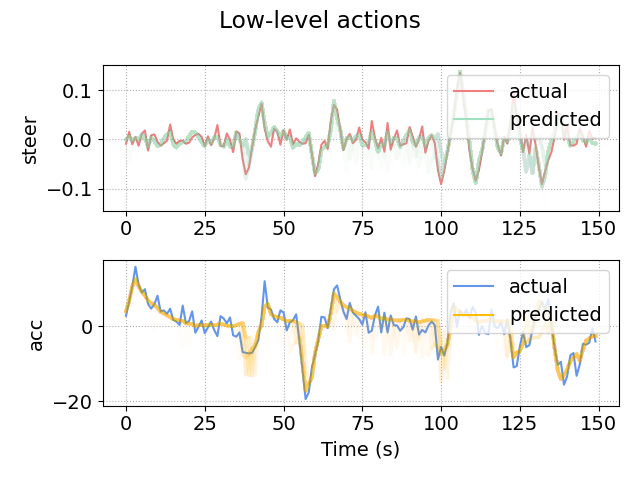 Low-level actions
steer
0.1
0.0
−0.1
actual
predicted
0 25 50 75 100 125 150
acc
0
−20
actual
predicted
0 25 50 75 100 125 150
Time (s)